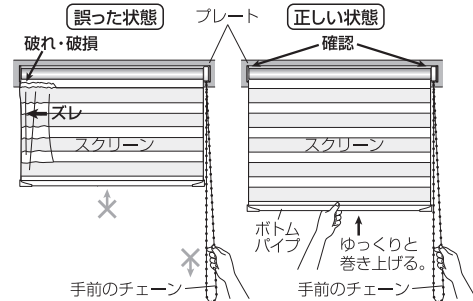 誤った状態
プレート
正しい状態
破れ・破損
確認
ズレ
スクリーン
スクリーン
ボトム
パイプ
ゆっくりと
巻き上げる。
手前のチェーン
手前のチェーン